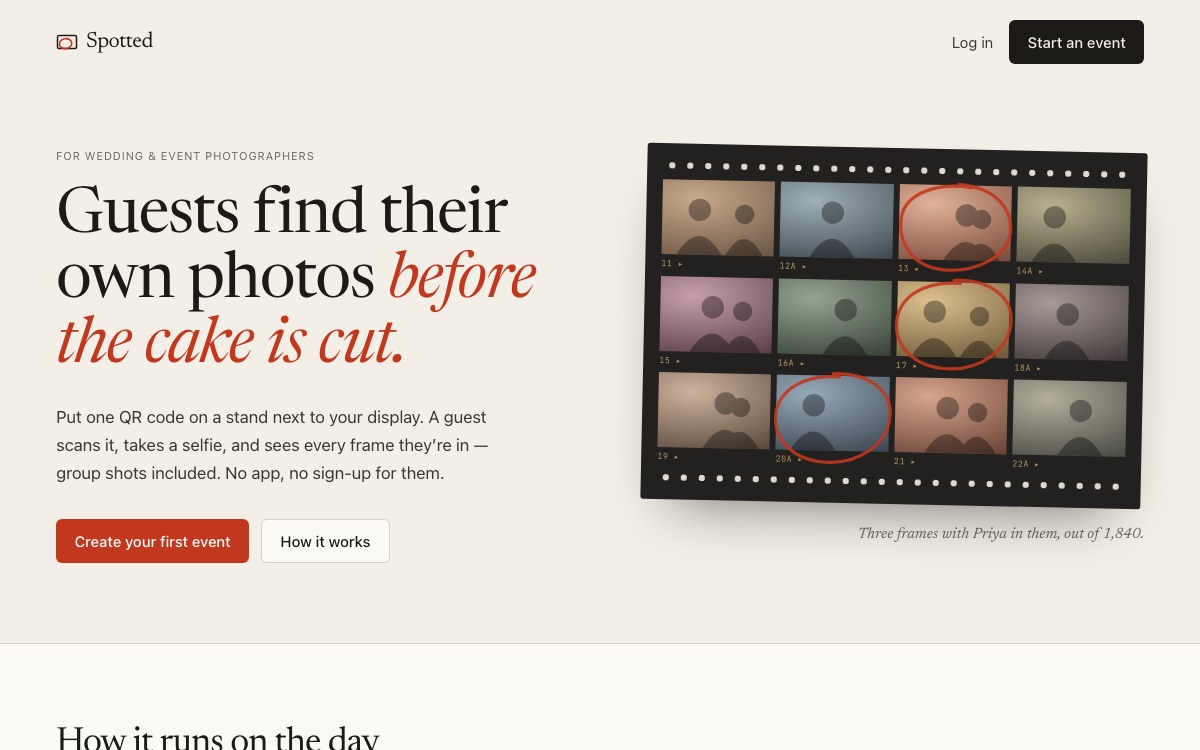 Spotted
Log in
Start an event
FOR WEDDING & EVENT PHOTOGRAPHERS
Guests find their
own photos before
the cake is cut.
Put one QR code on a stand next to your display. A guest
scans it, takes a selfie, and sees every frame they’re in —
group shots included. No app, no sign-up for them.
Create your first event
How it works
11 ▸
12A ▸
13 ▸
14A ▸
15 ▸
16A ▸
17 ▸
18A ▸
19 ▸
20A ▸
21 ▸
22A ▸
Three frames with Priya in them, out of 1,840.
How it runs on the day